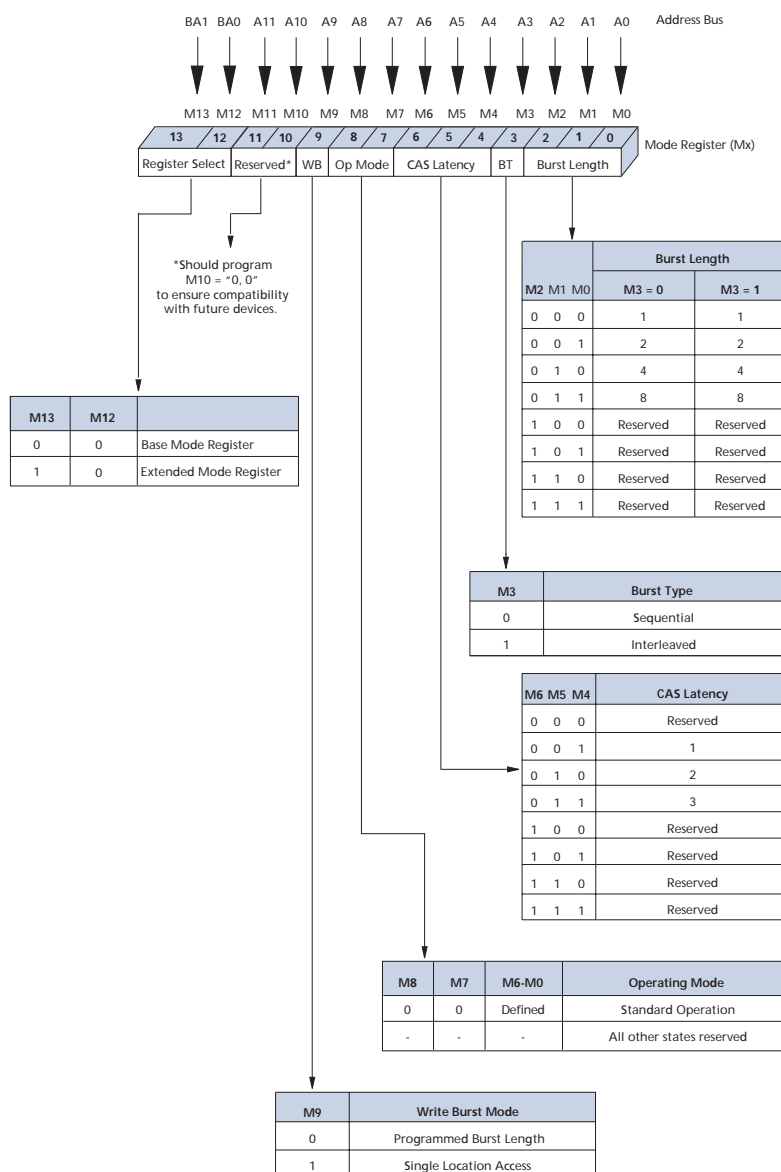 BA1 BA0 A11 A10 A9 A8 A7 A6 A5 A4 A3 A2 A1 A0 Address Bus
M13 M12 M11 M10 M9 M8 M7 M6 M5 M4 M3 M2 M1 M0
13 12 11 10 9 8 7 6 5 4 3 2 1 0
Mode Register (Mx)
Register Select Reserved* WB Op Mode CAS Latency BT Burst Length
*Should program
M10 = “0, 0”
to ensure compatibility
with future devices.
Burst Length
M2 M1 M0 M3 = 0 M3 = 1
0 0 0 1 1
0 0 1 2 2
0 1 0 4 4
0 1 1 8 8
1 0 0 Reserved Reserved
1 0 1 Reserved Reserved
1 1 0 Reserved Reserved
1 1 1 Reserved Reserved
M13 M12
0 0 Base Mode Register
1 0 Extended Mode Register
M3 Burst Type
0 Sequential
1 Interleaved
M6 M5 M4 CAS Latency
0 0 0 Reserved
0 0 1 1
0 1 0 2
0 1 1 3
1 0 0 Reserved
1 0 1 Reserved
1 1 0 Reserved
1 1 1 Reserved
M8 M7 M6-M0 Operating Mode
0 0 Defined Standard Operation
- - - All other states reserved
M9 Write Burst Mode
0 Programmed Burst Length
1 Single Location Access